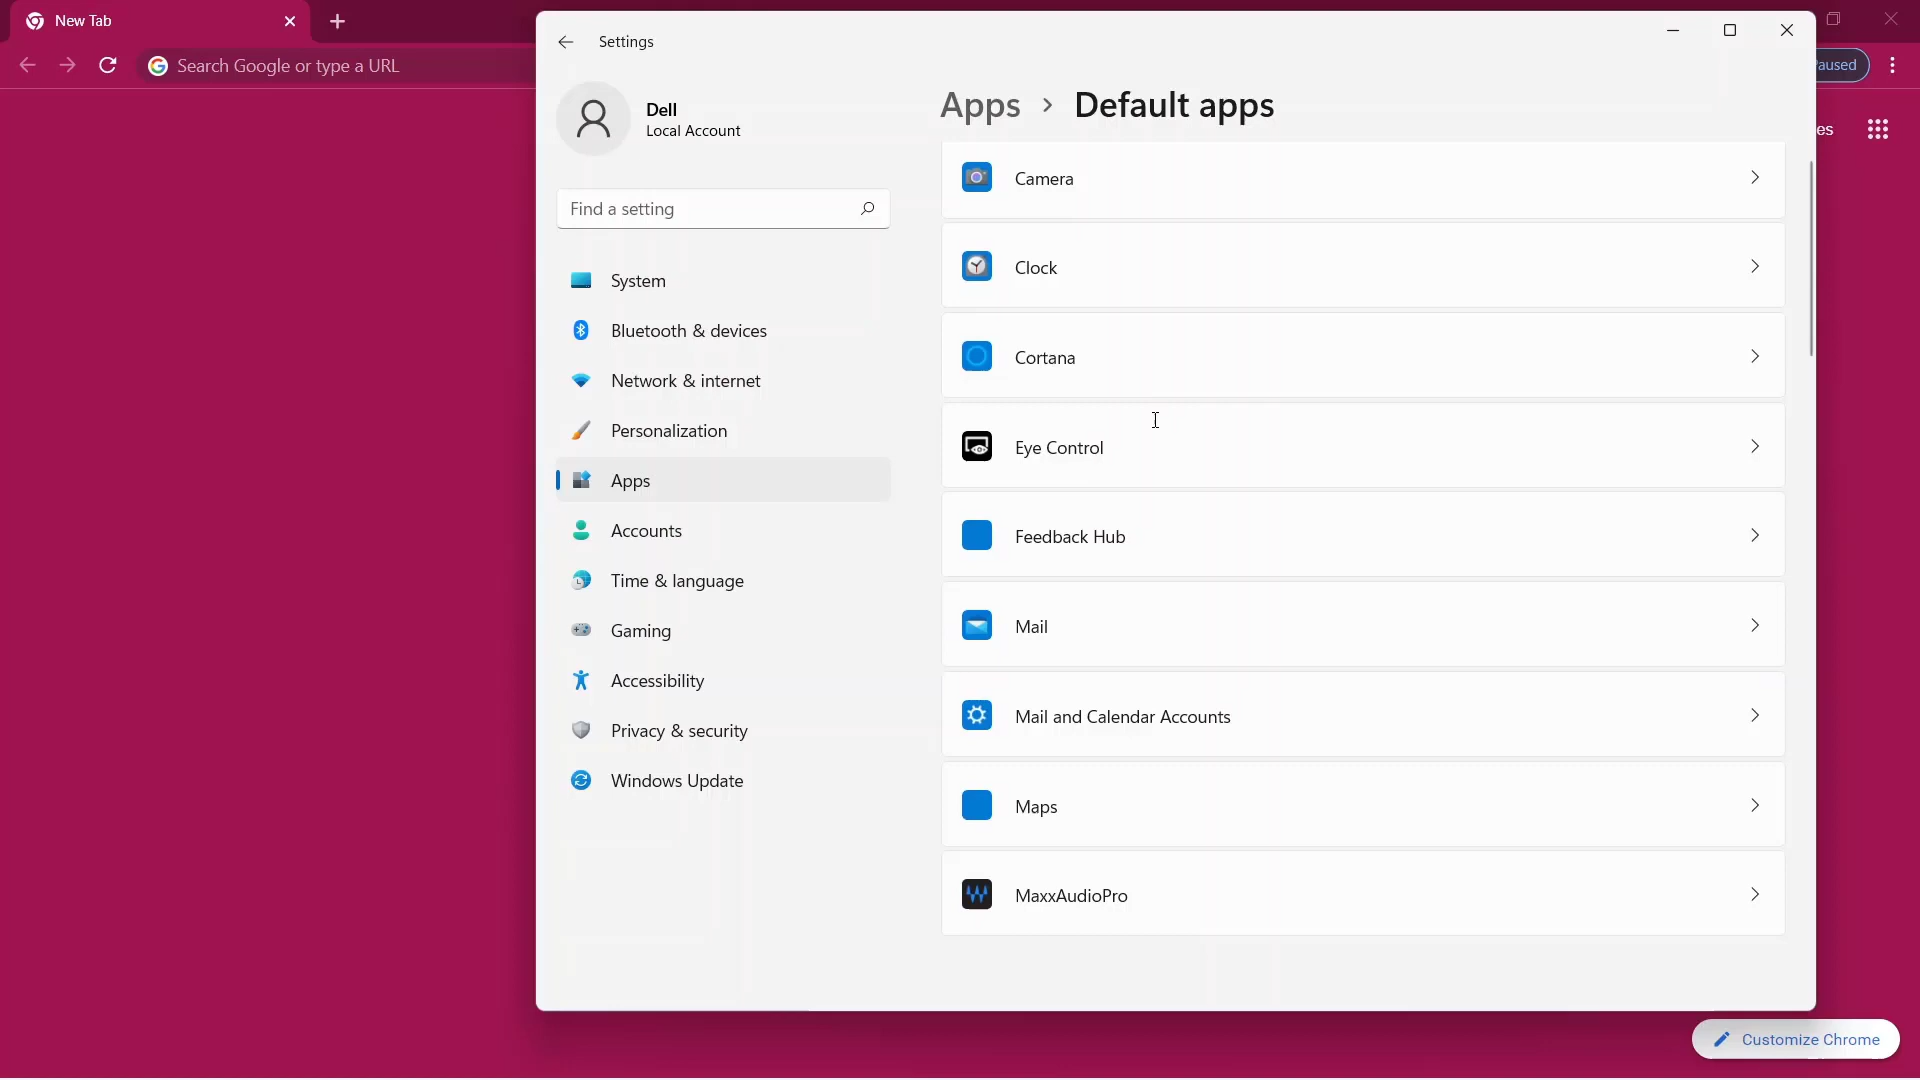 New Tab
Search Google or type a URL
Settings
Dell
Local Account
Find a setting
System
Bluetooth & devices
Network & internet
Personalization
Apps
Accounts
Time & language
Gaming
Accessibility
Privacy & security
Windows Update
Apps > Default apps
Camera
Clock
Cortana
Eye Control
Feedback Hub
Mail
Mail and Calendar Accounts
Maps
MaxxAudioPro
aused
es
Customize Chrome